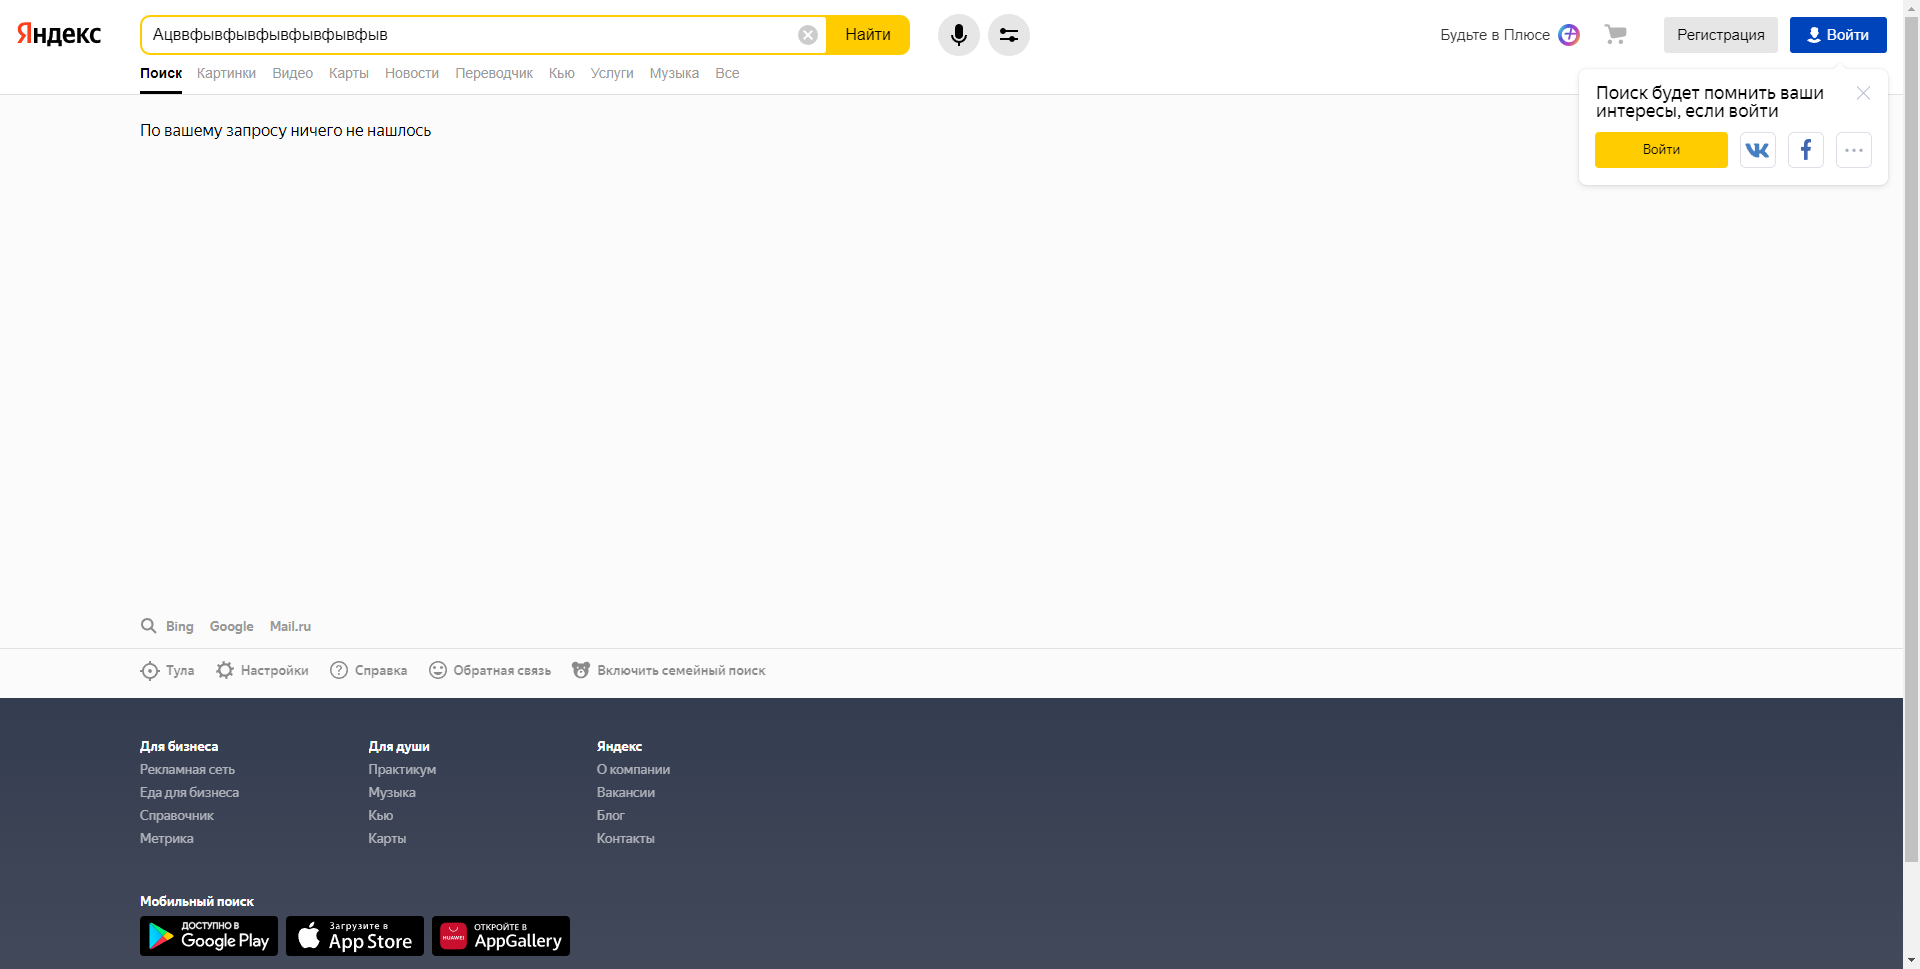 Яндекс
Ацввфывфывфывфывфывфыв
Найти
Будьте в Плюсе
Регистрация
Войти
Поиск Картинки Видео Карты Новости Переводчик Кью Услуги Музыка Все
Поиск будет помнить ваши
интересы, если войти
Войти
По вашему запросу ничего не нашлось
Bing Google Mail.ru
Тула Настройки Справка Обратная связь Включить семейный поиск
Для бизнеса
Рекламная сеть
Еда для бизнеса
Справочник
Метрика
Для души
Практикум
Музыка
Кью
Карты
Яндекс
О компании
Вакансии
Блог
Контакты
Мобильный поиск
ДОСТУПНО В
Google Play
Загрузите в
App Store
HUAWEI
ОТКРОЙТЕ В
AppGallery